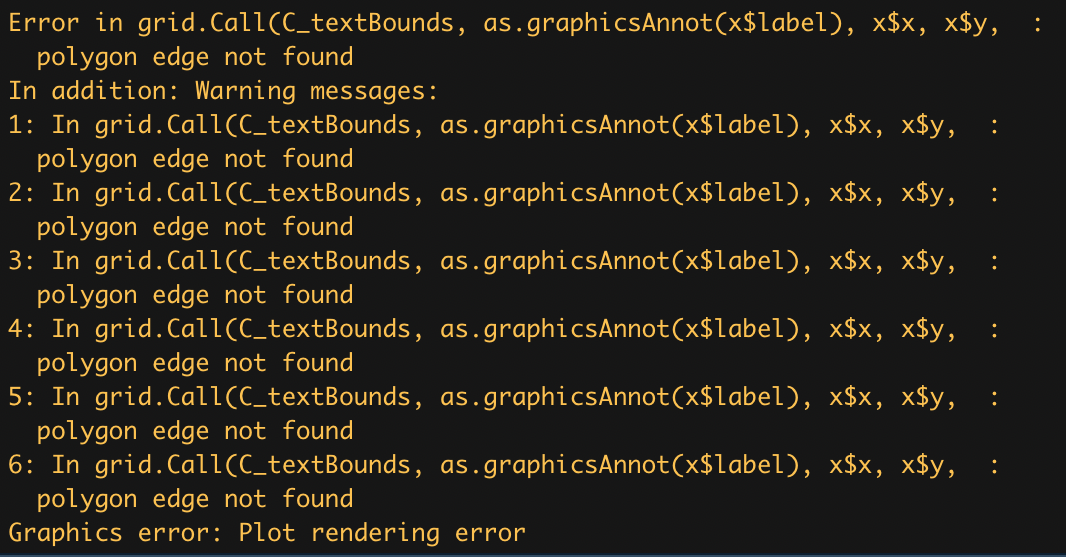 Error in grid.Call(C_textBounds, as.graphicsAnnot(x$label), x$x, x$y,  :
  polygon edge not found
In addition: Warning messages:
1: In grid.Call(C_textBounds, as.graphicsAnnot(x$label), x$x, x$y,  :
  polygon edge not found
2: In grid.Call(C_textBounds, as.graphicsAnnot(x$label), x$x, x$y,  :
  polygon edge not found
3: In grid.Call(C_textBounds, as.graphicsAnnot(x$label), x$x, x$y,  :
  polygon edge not found
4: In grid.Call(C_textBounds, as.graphicsAnnot(x$label), x$x, x$y,  :
  polygon edge not found
5: In grid.Call(C_textBounds, as.graphicsAnnot(x$label), x$x, x$y,  :
  polygon edge not found
6: In grid.Call(C_textBounds, as.graphicsAnnot(x$label), x$x, x$y,  :
  polygon edge not found
Graphics error: Plot rendering error